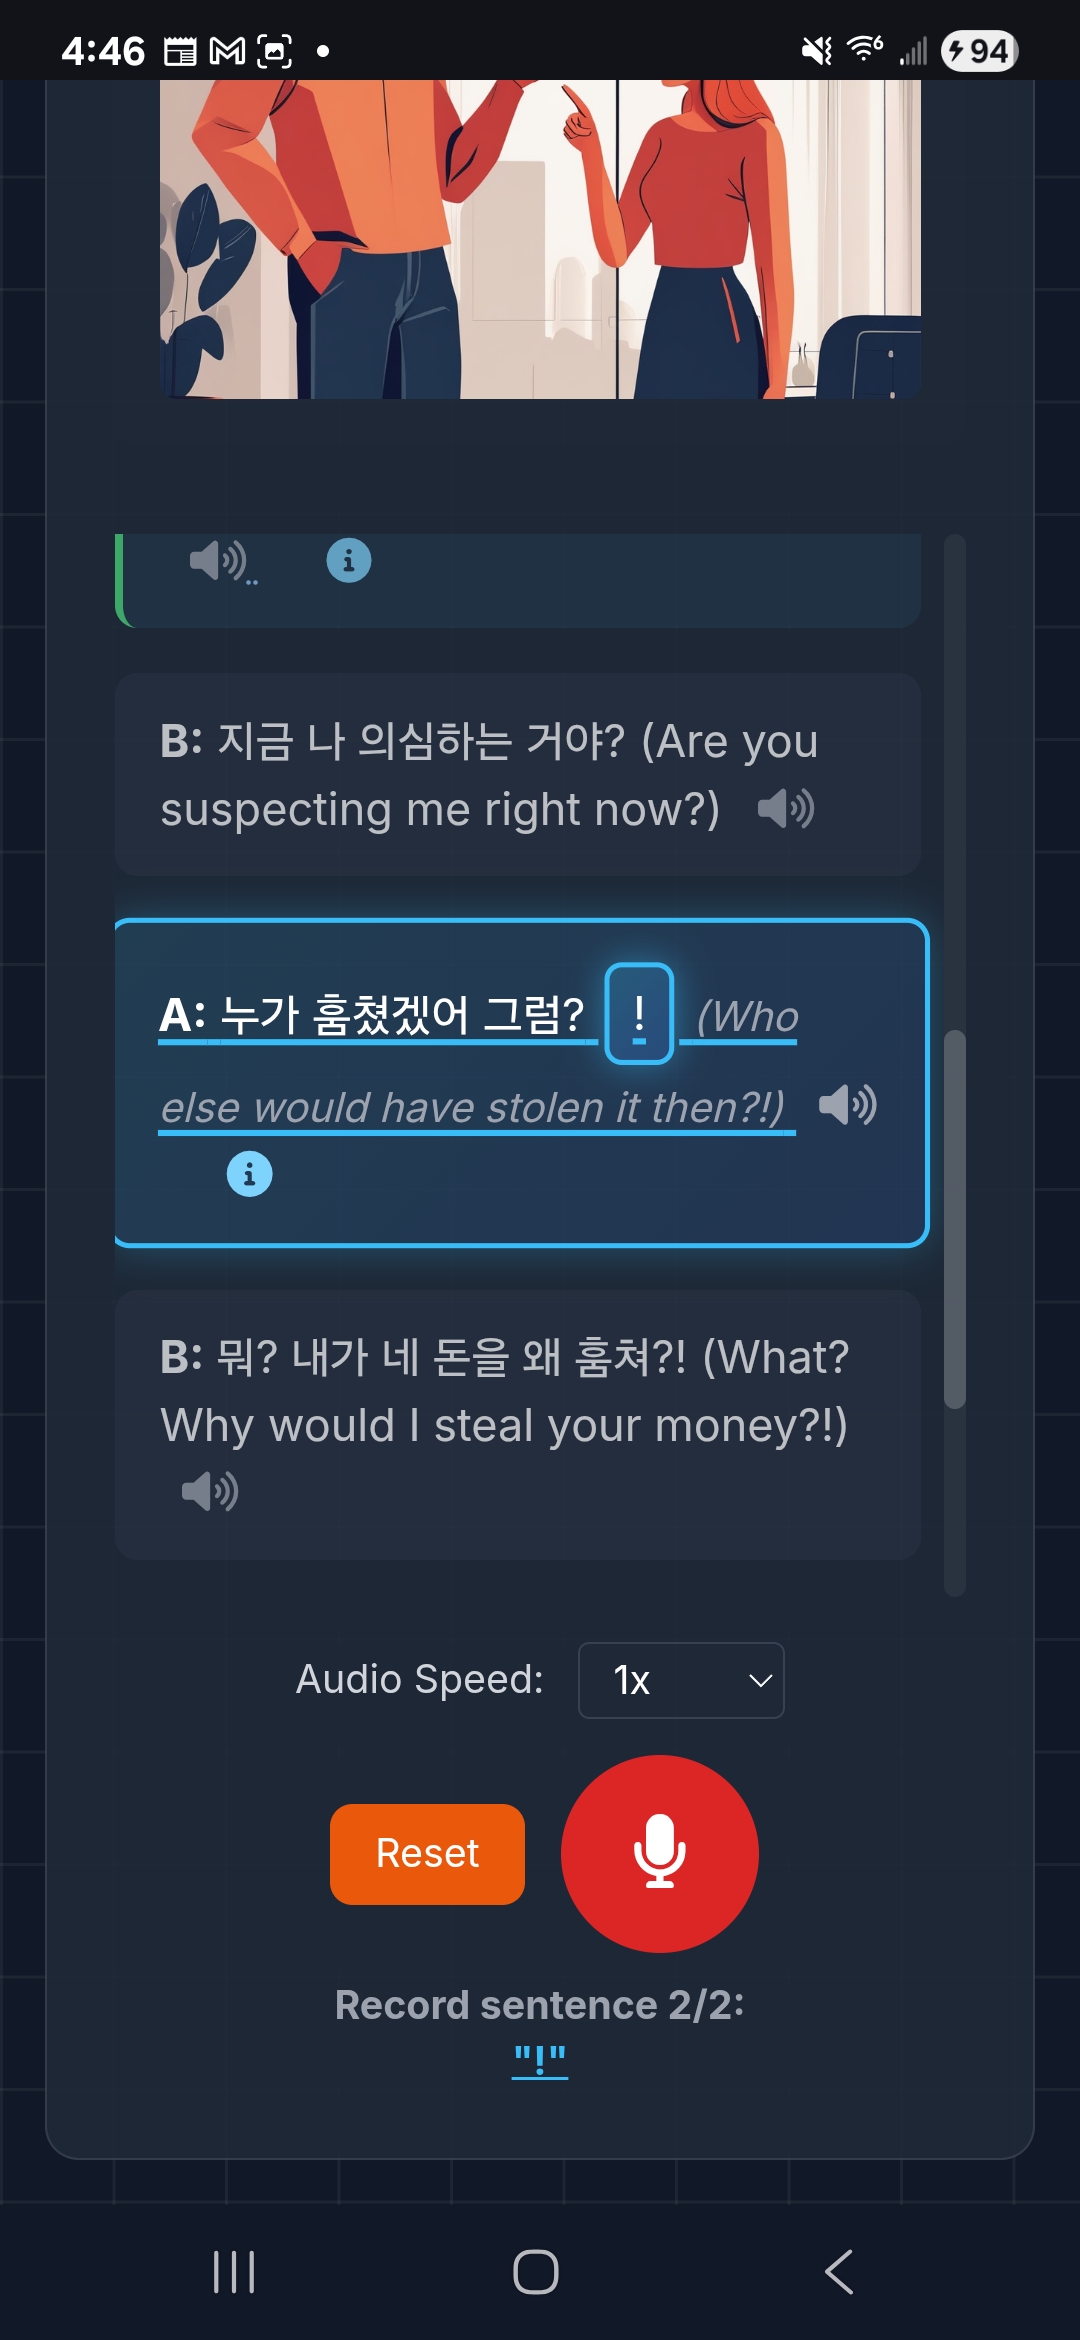 4:46
6
94
B: 지금 나 의심하는 거야? (Are you
suspecting me right now?)
A: 누가 훔쳤겠어 그럼? ! (Who
else would have stolen it then?!)
B: 뭐? 내가 네 돈을 왜 훔쳐?! (What?
Why would I steal your money?!)
Audio Speed: 1x
Reset
Record sentence 2/2:
"!"